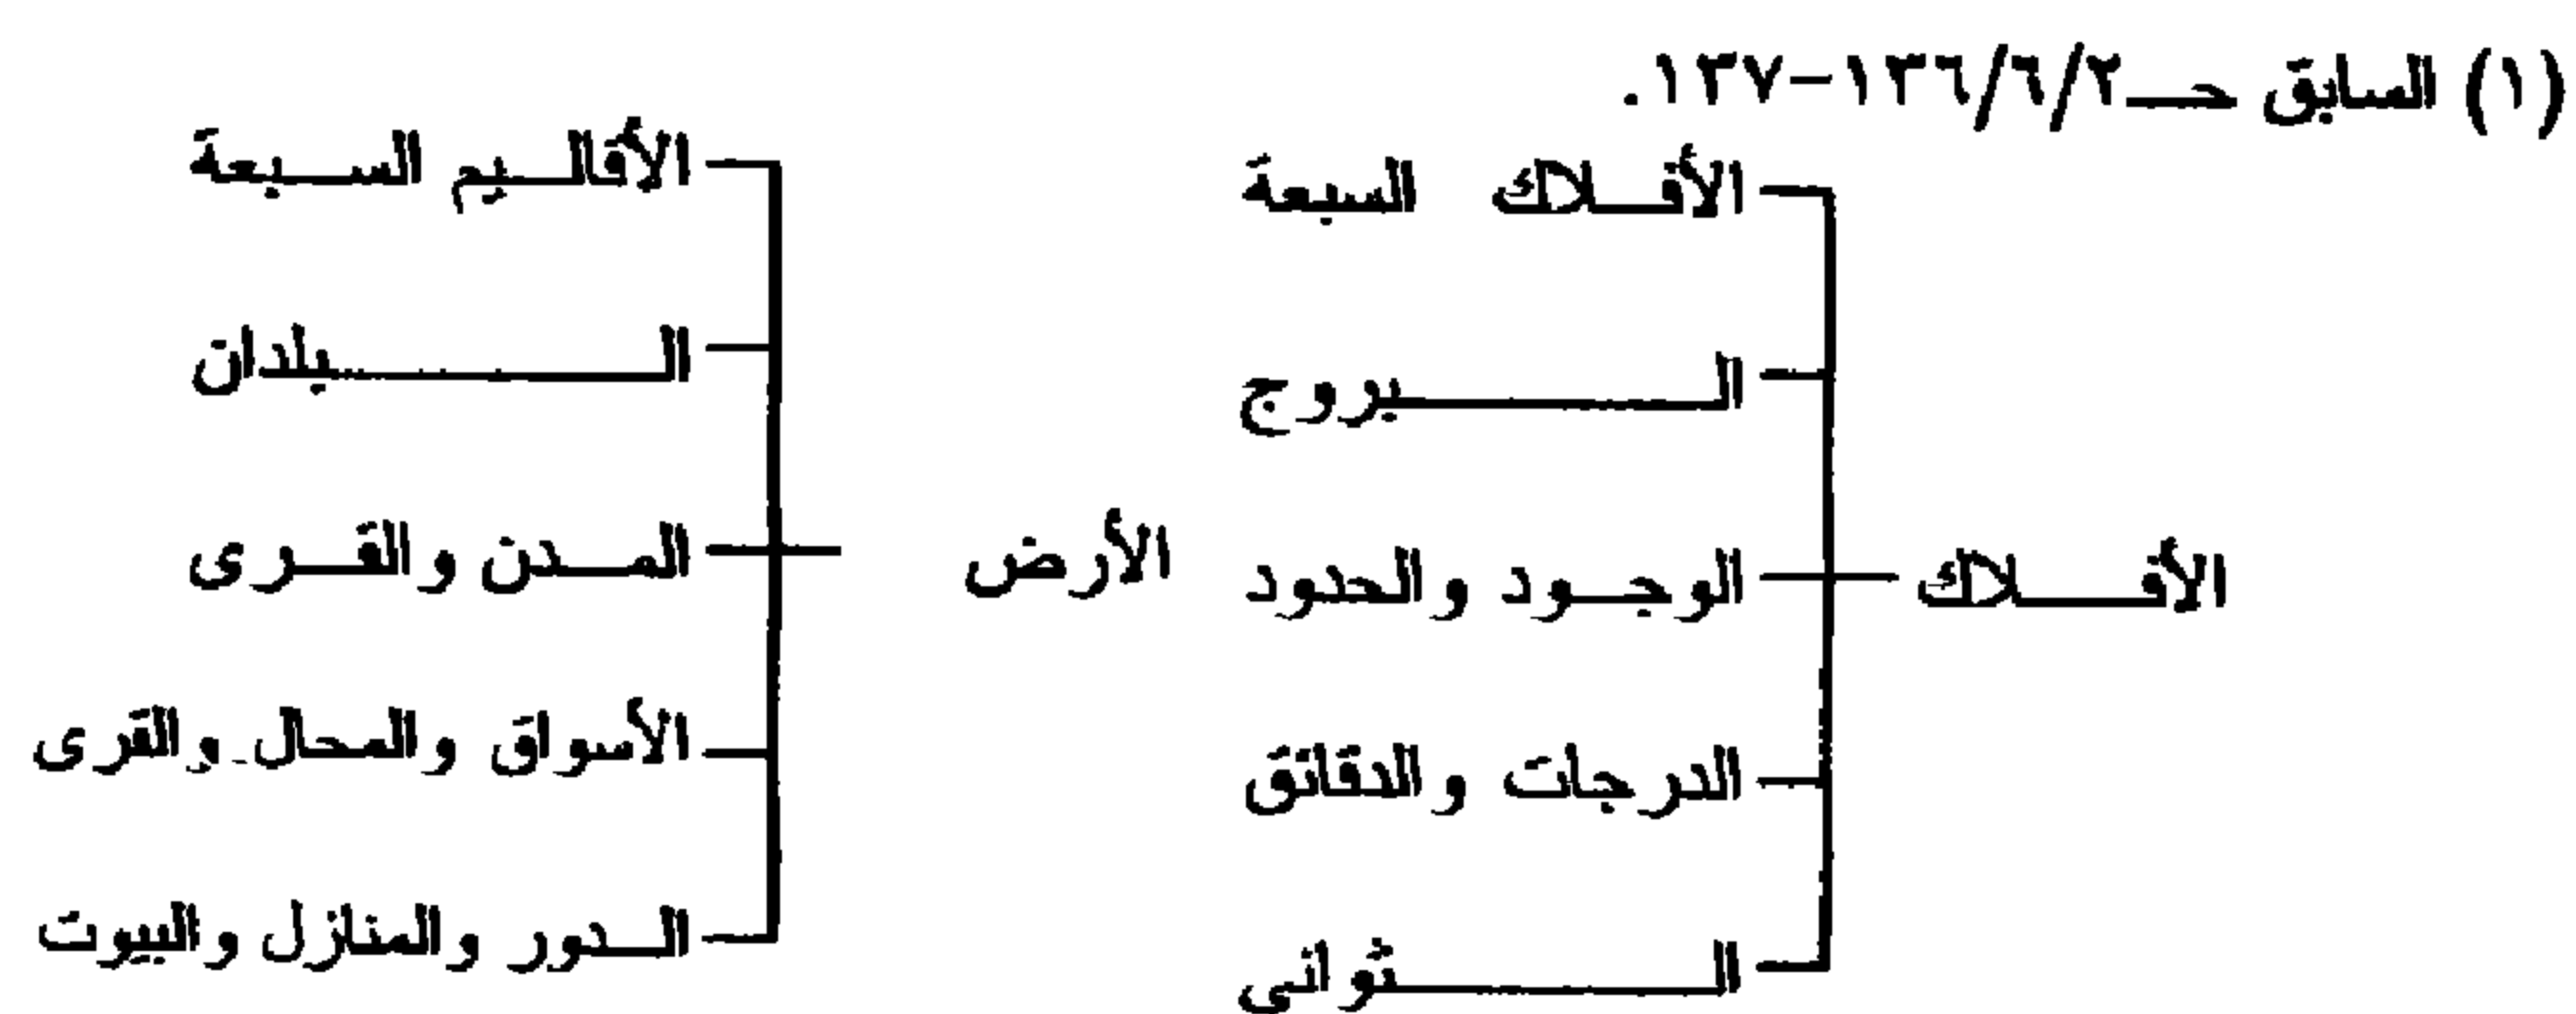 (١) السابق حـ٢/٦/١٣٦-١٣٧.
الأفلاك
الأفلاك السبعة
البروج
الوجود والحدود
الدرجات والدقائق
الثوانى
الأرض
الأقاليم السبعة
البلدان
المدن والقرى
الأسواق والمحال والقرى
الدور والمنازل والبيوت